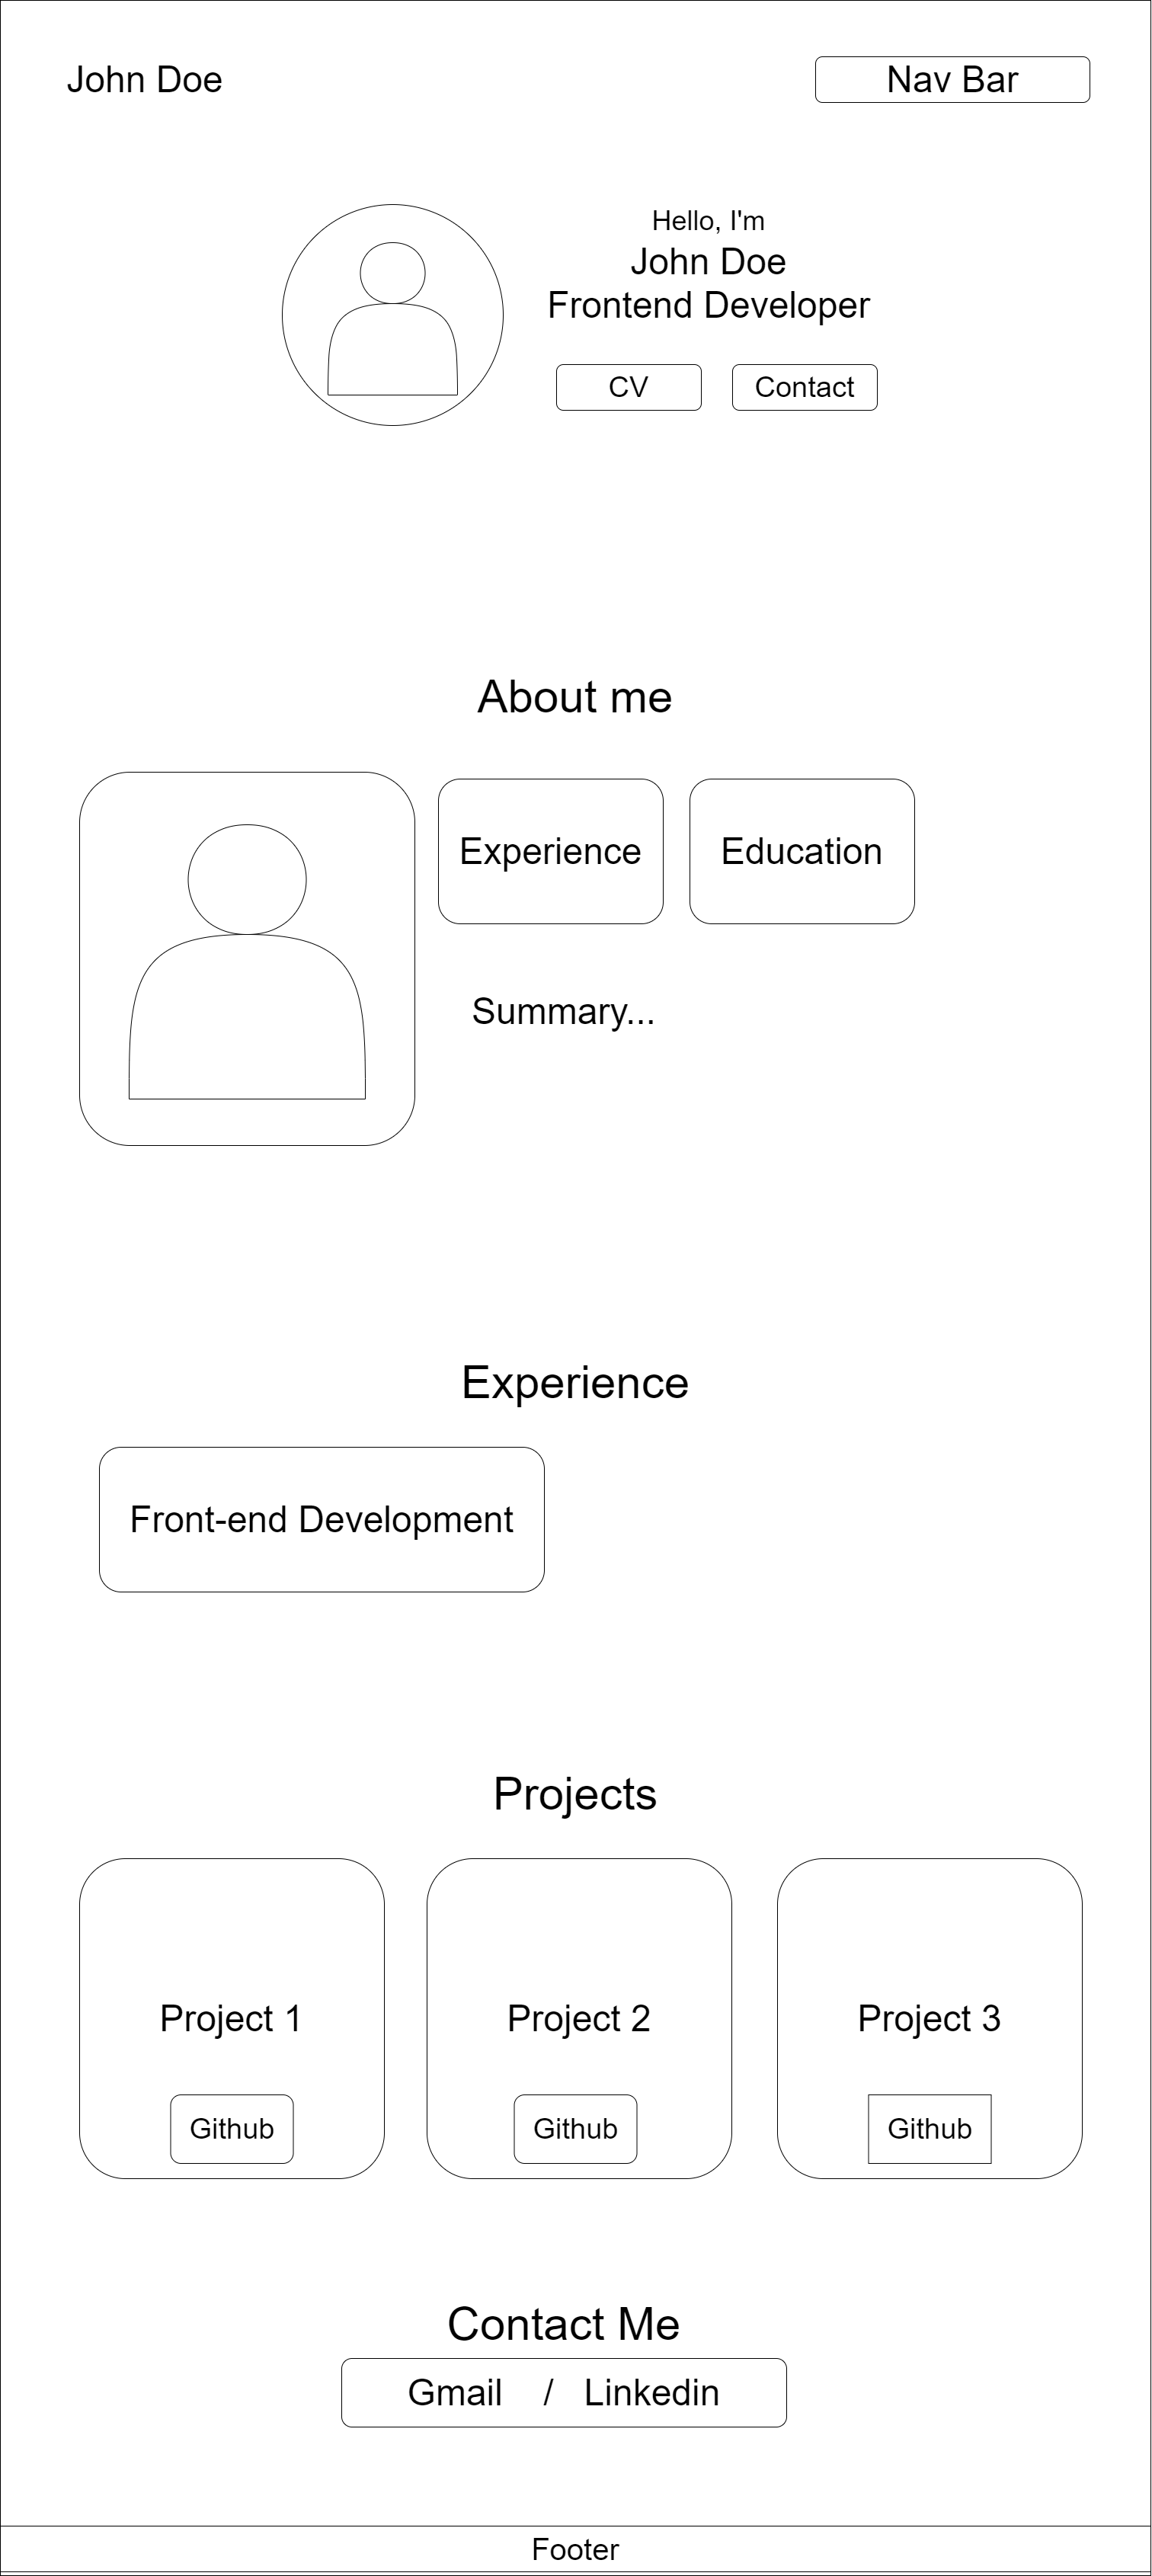 John Doe
Nav Bar
Hello, I'm
John Doe
Frontend Developer
CV
Contact
About me
Experience
Education
Summary...
Experience
Front-end Development
Projects
Project 1
Project 2
Project 3
Github
Github
Github
Contact Me
Gmail / Linkedin
Footer